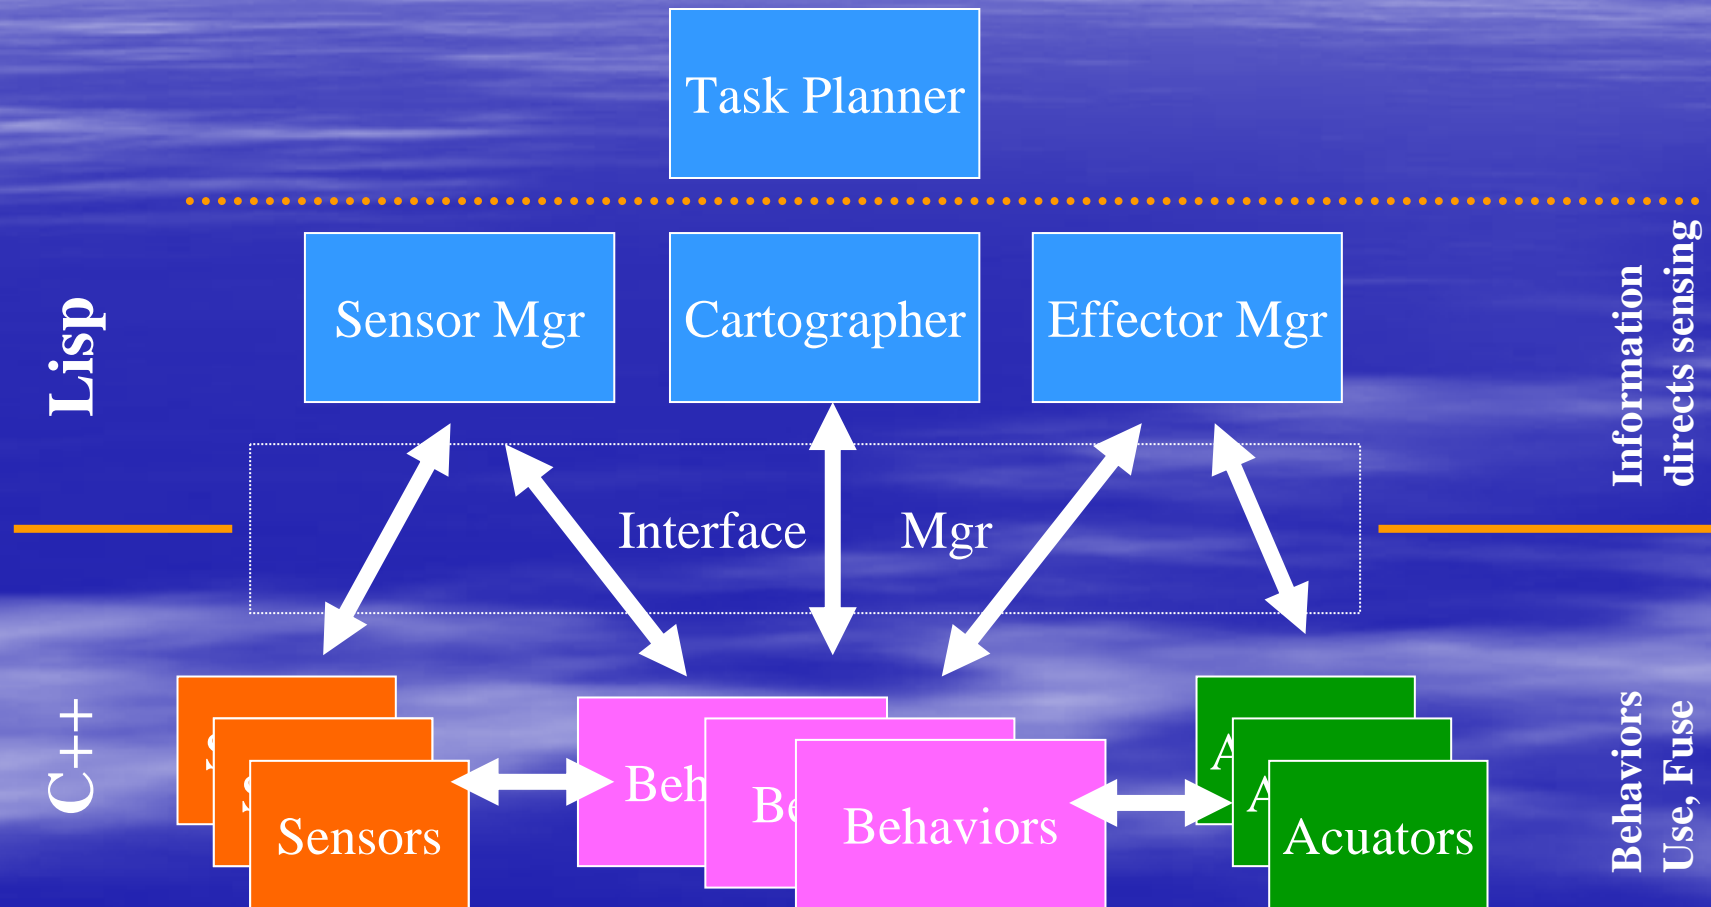 Task Planner
Lisp
Sensor Mgr
Cartographer
Effector Mgr
Information
directs sensing
Interface Mgr
C++
Sensors
Beh
Be
Behaviors
A
A
Acuators
Behaviors
Use, Fuse